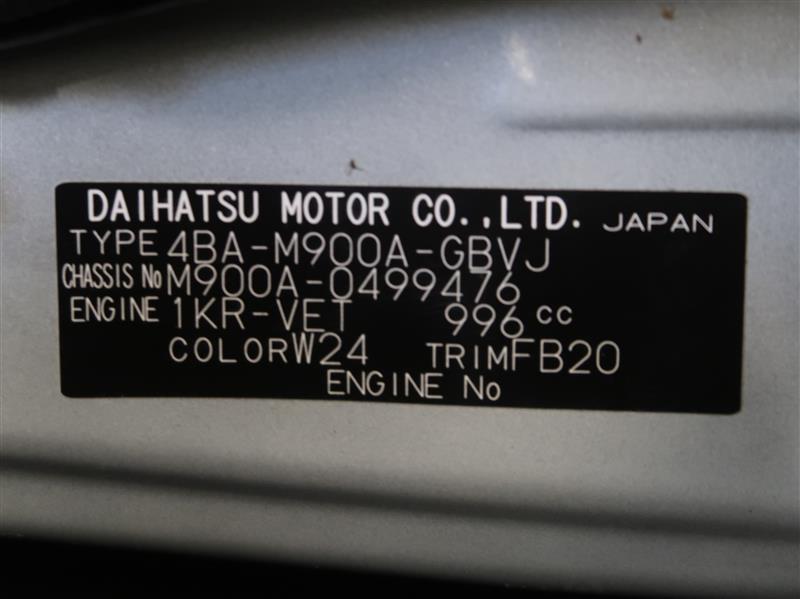 DAIHATSU MOTOR CO.,LTD. JAPAN
TYPE 4BA-M900A-GBVJ
CHASSIS No M900A-0499476
ENGINE 1KR-VET 996 cc
COLOR W24 TRIM FB20
ENGINE No